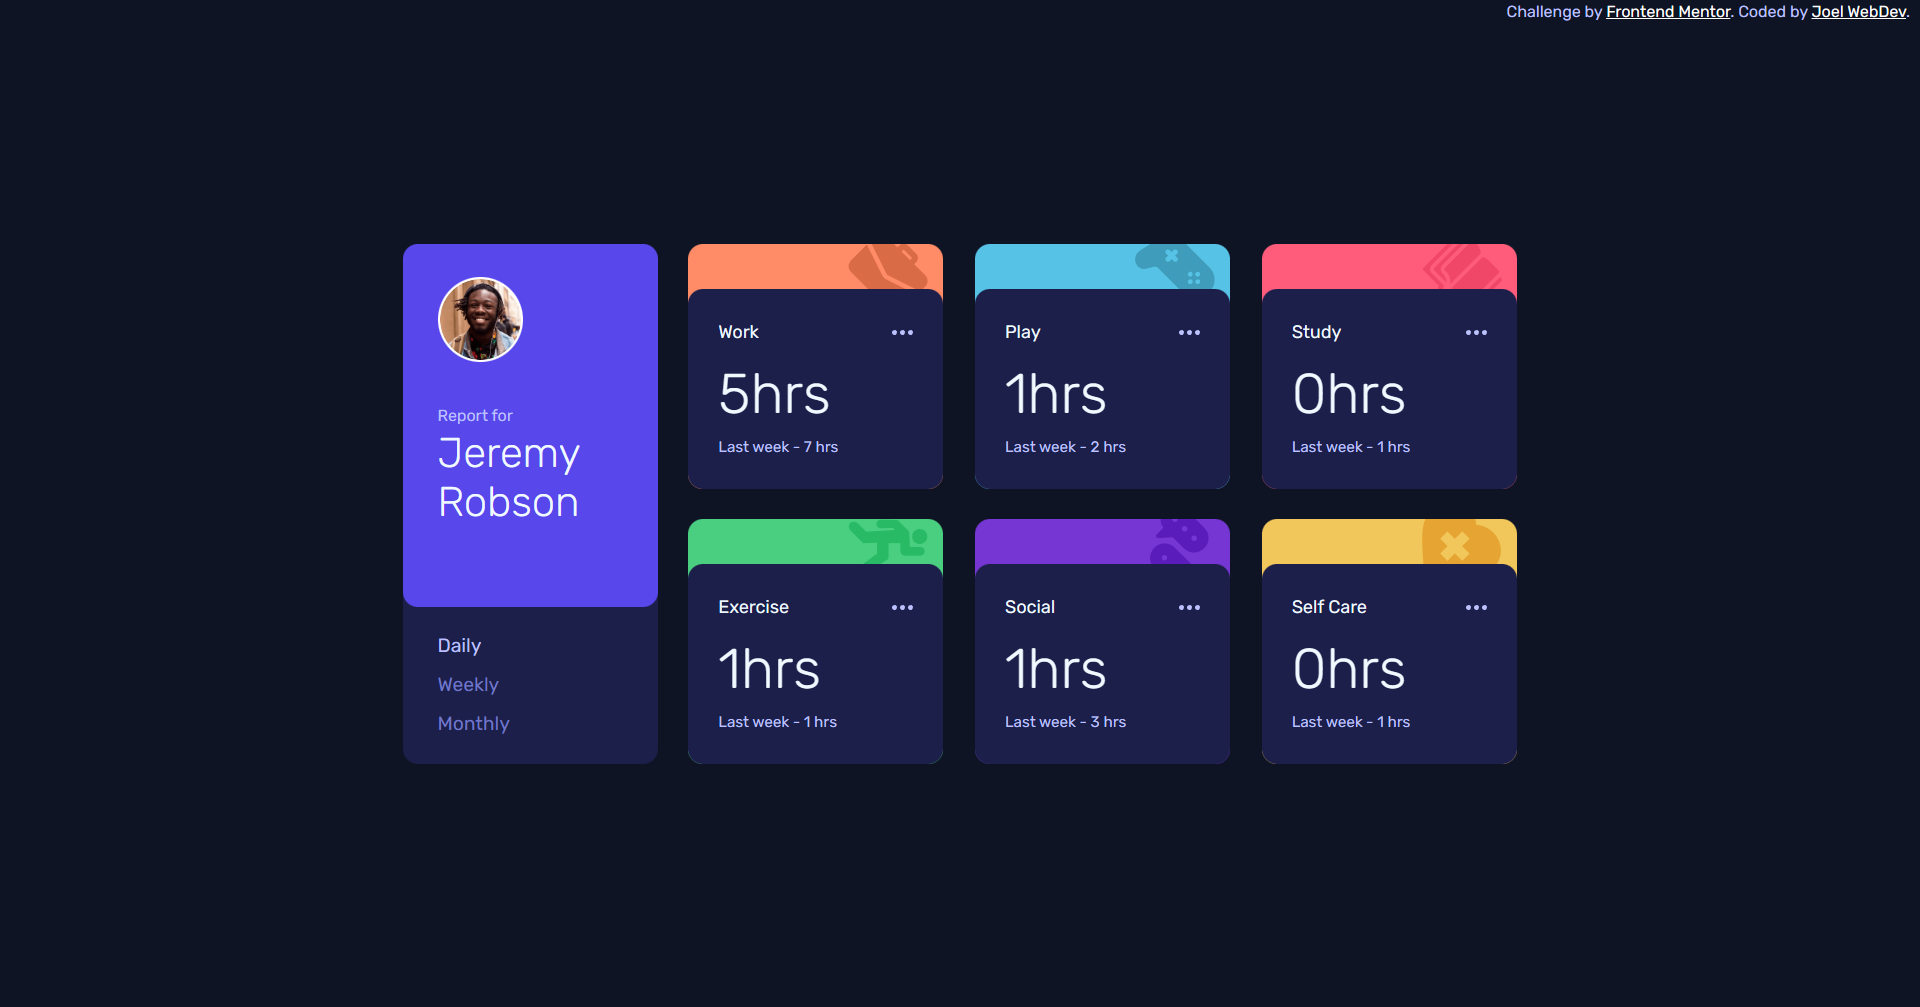 Challenge by Frontend Mentor. Coded by Joel WebDev.
Report for
Jeremy
Robson
Daily
Weekly
Monthly
Work
5hrs
Last week - 7 hrs
Play
1hrs
Last week - 2 hrs
Study
0hrs
Last week - 1 hrs
Exercise
1hrs
Last week - 1 hrs
Social
1hrs
Last week - 3 hrs
Self Care
0hrs
Last week - 1 hrs